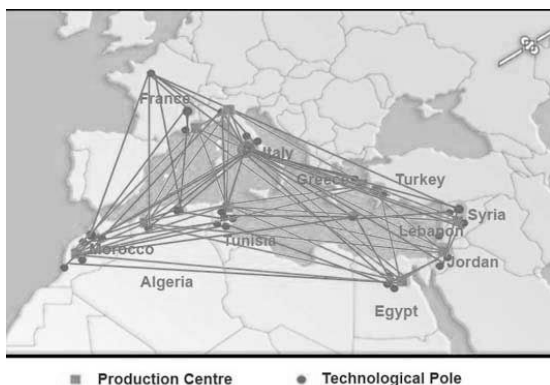 France
Italy
Greece
Turkey
Syria
Lebanon
Morocco
Tunisia
Jordan
Algeria
Egypt
Production Centre
Technological Pole